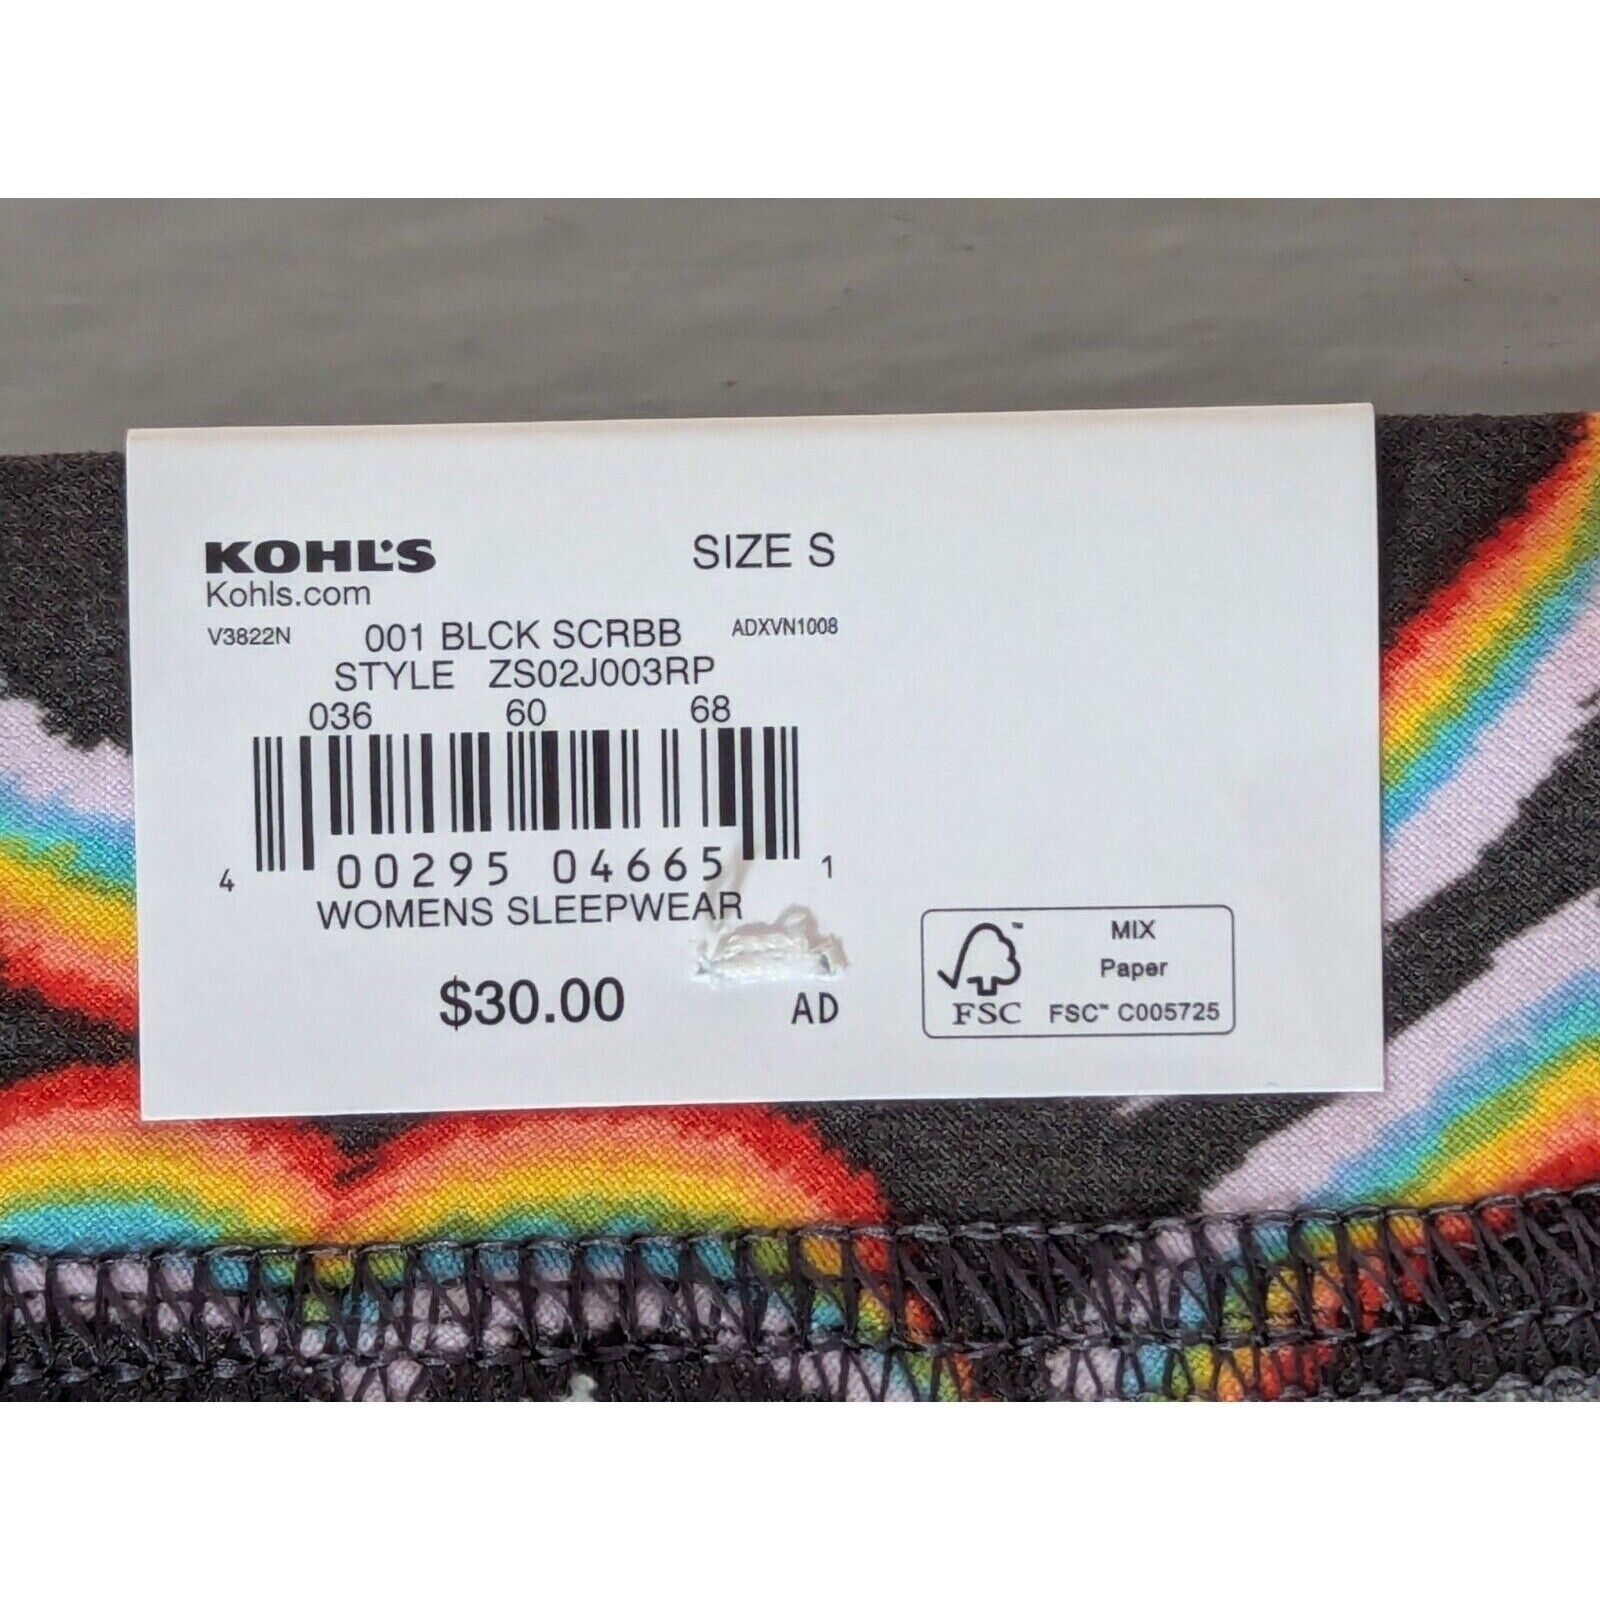 KOHL'S SIZE S
Kohls.com
V3822N 001 BLCK SCRBB ADXVN1008
STYLE ZS02J003RP
036 60 68
4 00295 04665 1
WOMENS SLEEPWEAR
$30.00 AD
MIX
Paper
FSC FSC™ C005725